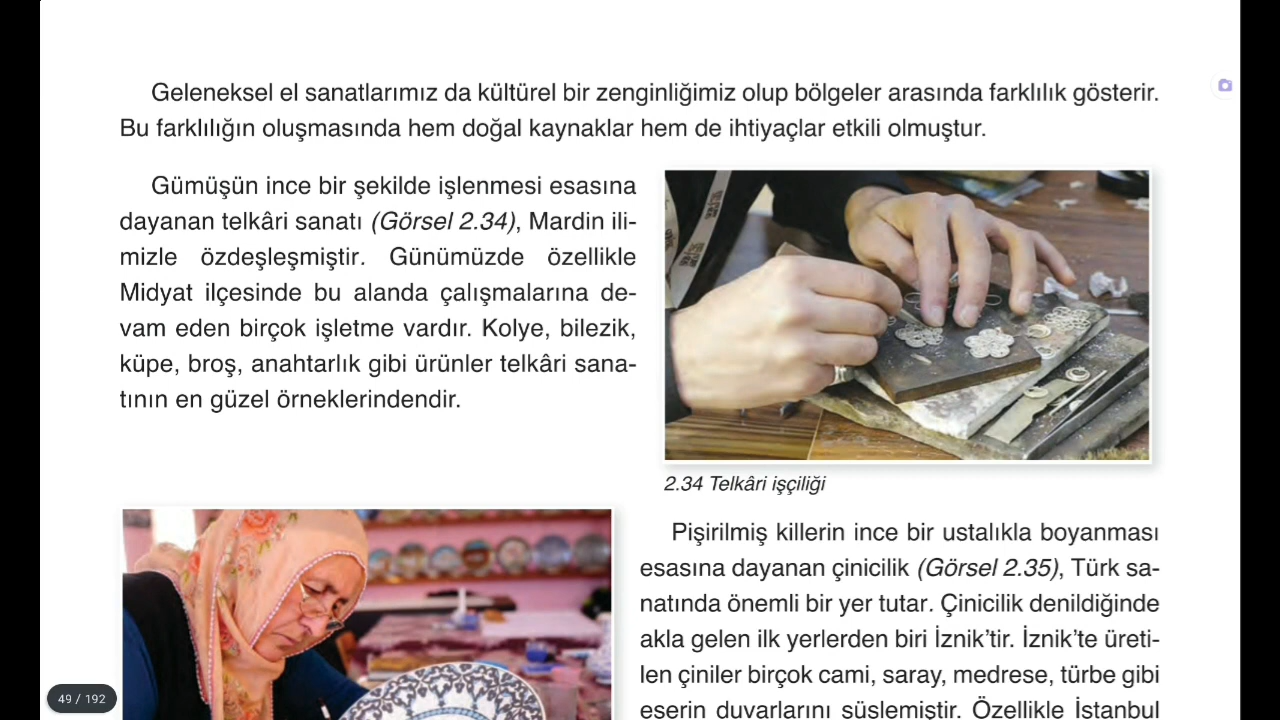 Geleneksel el sanatlarımız da kültürel bir zenginliğimiz olup bölgeler arasında farklılık gösterir.
Bu farklılığın oluşmasında hem doğal kaynaklar hem de ihtiyaçlar etkili olmuştur.
Gümüşün ince bir şekilde işlenmesi esasına
dayanan telkâri sanatı (Görsel 2.34), Mardin ili-
mizle özdeşleşmiştir. Günümüzde özellikle
Midyat ilçesinde bu alanda çalışmalarına de-
vam eden birçok işletme vardır. Kolye, bilezik,
küpe, broş, anahtarlık gibi ürünler telkâri sana-
tının en güzel örneklerindendir.
2.34 Telkâri işçiliği
Pişirilmiş killerin ince bir ustalıkla boyanması
esasına dayanan çinicilik (Görsel 2.35), Türk sa-
natında önemli bir yer tutar. Çinicilik denildiğinde
akla gelen ilk yerlerden biri İznik’tir. İznik’te üreti-
len çiniler birçok cami, saray, medrese, türbe gibi
eserin duvarlarını süslemiştir. Özellikle İstanbul
49 / 192